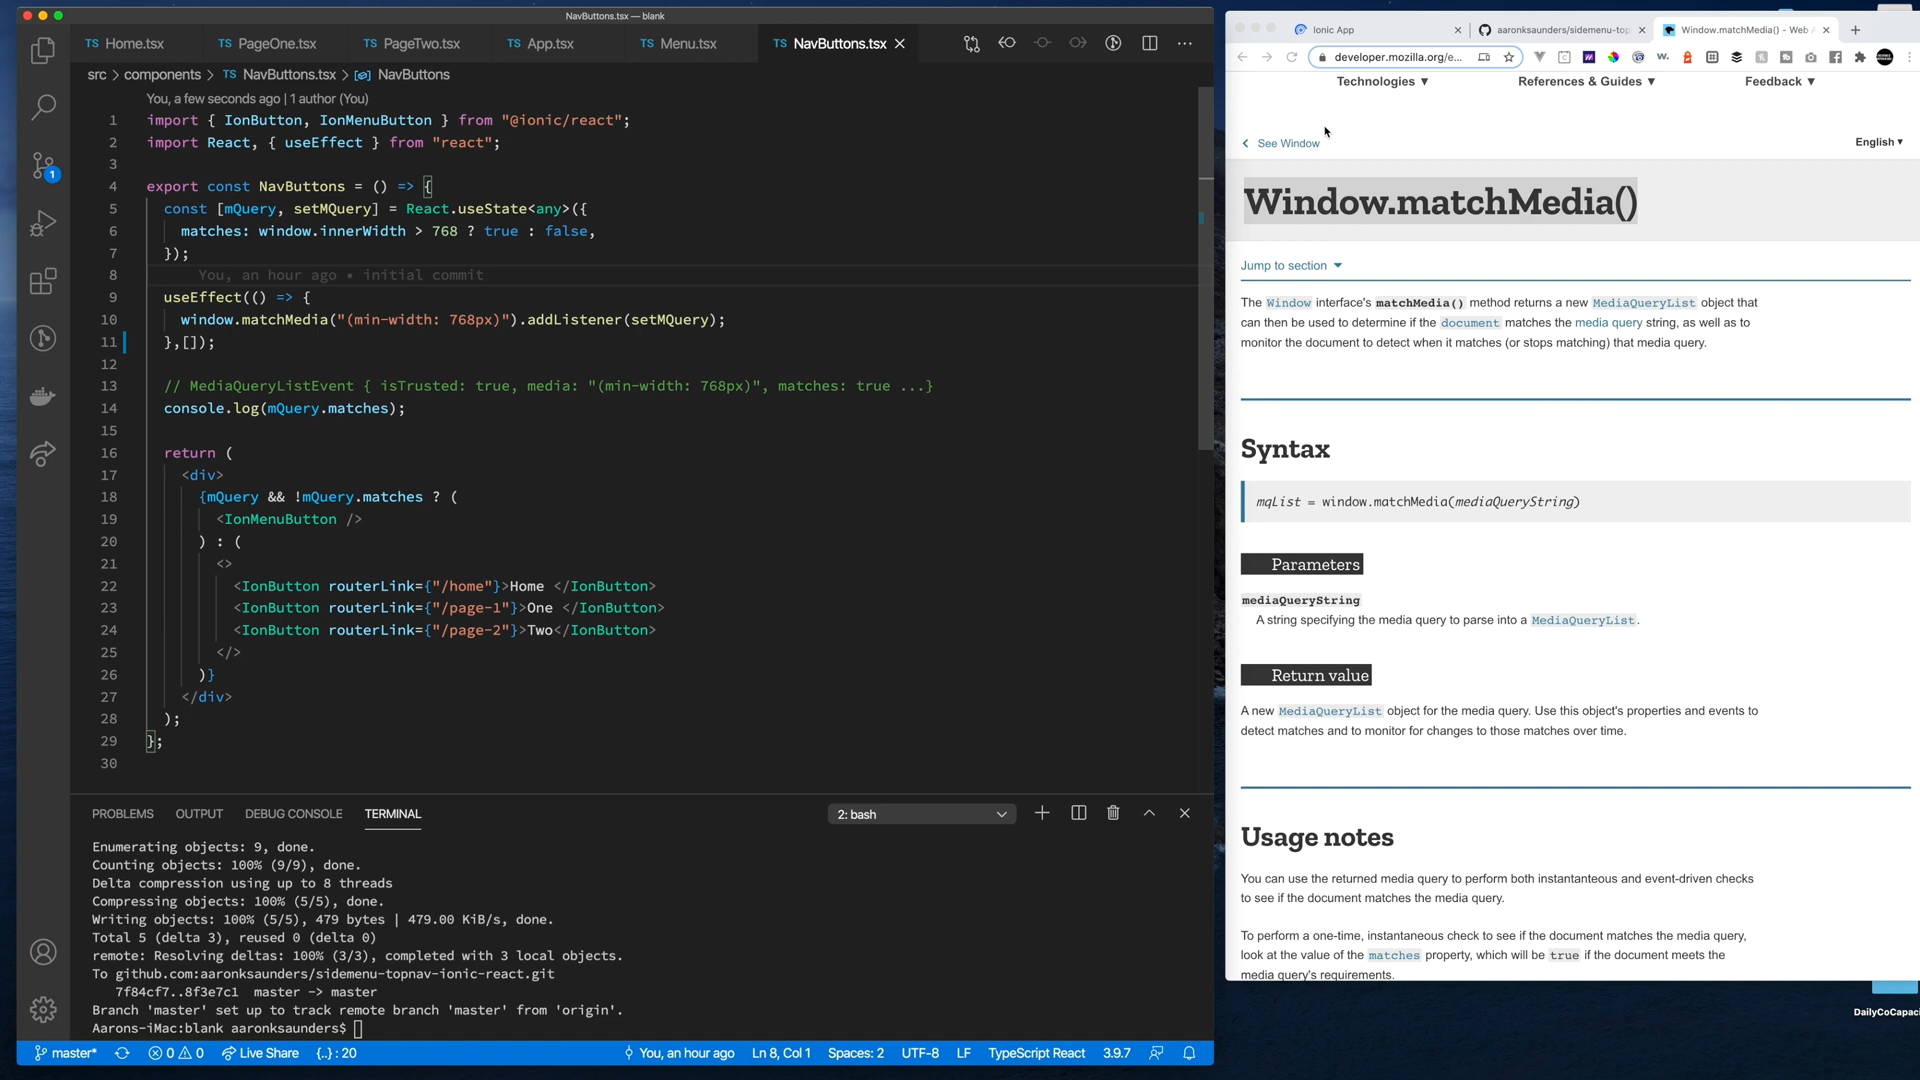 NavButtons.tsx — blank
TS Home.tsx
TS PageOne.tsx
TS PageTwo.tsx
TS App.tsx
TS Menu.tsx
TS NavButtons.tsx
src > components > TS NavButtons.tsx > NavButtons
You, a few seconds ago | 1 author (You)
1 import { IonButton, IonMenuButton } from "@ionic/react";
2 import React, { useEffect } from "react";
3
4 export const NavButtons = () => {
5 const [mQuery, setMQuery] = React.useState<any>({
6 matches: window.innerWidth > 768 ? true : false,
7 });
8 You, an hour ago • initial commit
9 useEffect(() => {
10 window.matchMedia("(min-width: 768px)").addListener(setMQuery);
11 },[]);
12
13 // MediaQueryListEvent { isTrusted: true, media: "(min-width: 768px)", matches: true ...}
14 console.log(mQuery.matches);
15
16 return (
17 <div>
18 {mQuery && !mQuery.matches ? (
19 <IonMenuButton />
20 ) : (
21 <>
22 <IonButton routerLink={"/home"}>Home </IonButton>
23 <IonButton routerLink={"/page-1"}>One </IonButton>
24 <IonButton routerLink={"/page-2"}>Two</IonButton>
25 </>
26 )}
27 </div>
28 );
29 };
30
1
PROBLEMS OUTPUT DEBUG CONSOLE TERMINAL
2: bash
Enumerating objects: 9, done.
Counting objects: 100% (9/9), done.
Delta compression using up to 8 threads
Compressing objects: 100% (5/5), done.
Writing objects: 100% (5/5), 479 bytes | 479.00 KiB/s, done.
Total 5 (delta 3), reused 0 (delta 0)
remote: Resolving deltas: 100% (3/3), completed with 3 local objects.
To github.com:aaronksaunders/sidemenu-topnav-ionic-react.git
7f84cf7..8f3e7c1 master -> master
Branch 'master' set up to track remote branch 'master' from 'origin'.
Aarons-iMac:blank aaronksaunders$
master* 0 0 Live Share {..} : 20 You, an hour ago Ln 8, Col 1 Spaces: 2 UTF-8 LF TypeScript React 3.9.7
Ionic App
aaronksaunders/sidemenu-top
Window.matchMedia() - Web A
developer.mozilla.org/e...
Technologies ▼ References & Guides ▼ Feedback ▼
See Window
English ▾
Window.matchMedia()
Jump to section
The Window interface's matchMedia() method returns a new MediaQueryList object that
can then be used to determine if the document matches the media query string, as well as to
monitor the document to detect when it matches (or stops matching) that media query.
Syntax
mqList = window.matchMedia(mediaQueryString)
Parameters
mediaQueryString
A string specifying the media query to parse into a MediaQueryList.
Return value
A new MediaQueryList object for the media query. Use this object's properties and events to
detect matches and to monitor for changes to those matches over time.
Usage notes
You can use the returned media query to perform both instantaneous and event-driven checks
to see if the document matches the media query.
To perform a one-time, instantaneous check to see if the document matches the media query,
look at the value of the matches property, which will be true if the document meets the
media query's requirements.
DailyCoCapaci